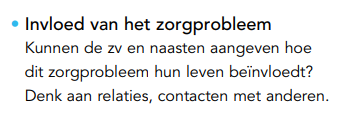 • Invloed van het zorgprobleem
Kunnen de zv en naasten aangeven hoe
dit zorgprobleem hun leven beïnvloedt?
Denk aan relaties, contacten met anderen.